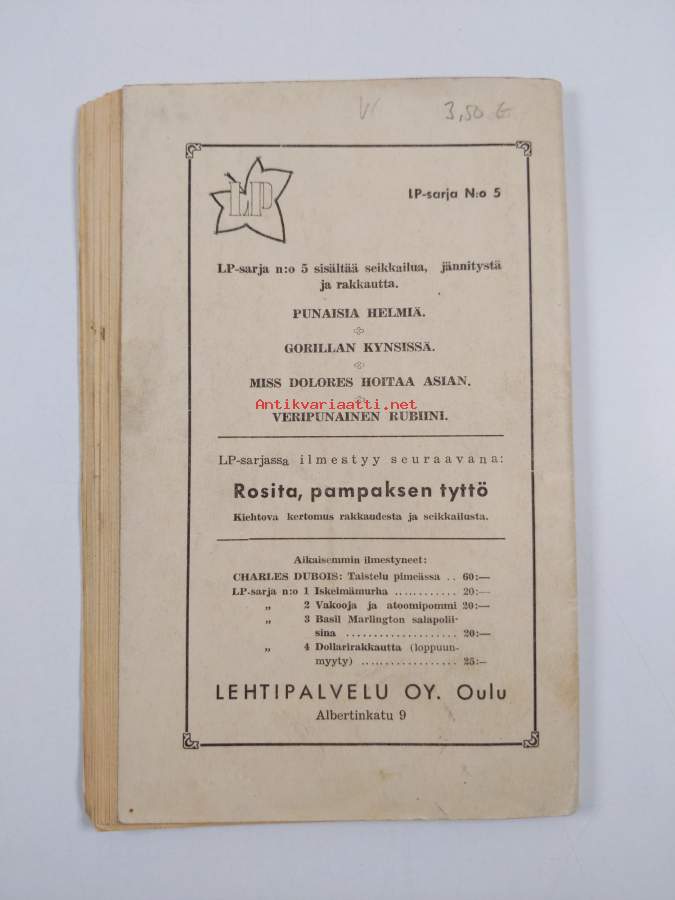 3,50 €
LP
LP-sarja N:o 5
LP-sarja n:o 5 sisältää seikkailua, jännitystä
ja rakkautta.
PUNAISIA HELMIÄ.
GORILLAN KYNSISSÄ.
MISS DOLORES HOITAA ASIAN.
Antikvariaatti.net
VERIPUNAINEN RUBIINI.
LP-sarjassa ilmestyy seuraavana:
Rosita, pampaksen tyttö
Kiehtova kertomus rakkaudesta ja seikkailusta.
Aikaisemmin ilmestyneet:
CHARLES DUBOIS: Taistelu pimeässa .. 60:—
LP-sarja n:o 1 Iskelmämurha ............ 20:—
„ 2 Vakooja ja atoomipommi 20:—
„ 3 Basil Marlington salapolii-
sina .................. 20:—
„ 4 Dollarirakkautta (loppuun-
myyty) ................ 25:—
LEHTIPALVELU OY. Oulu
Albertinkatu 9